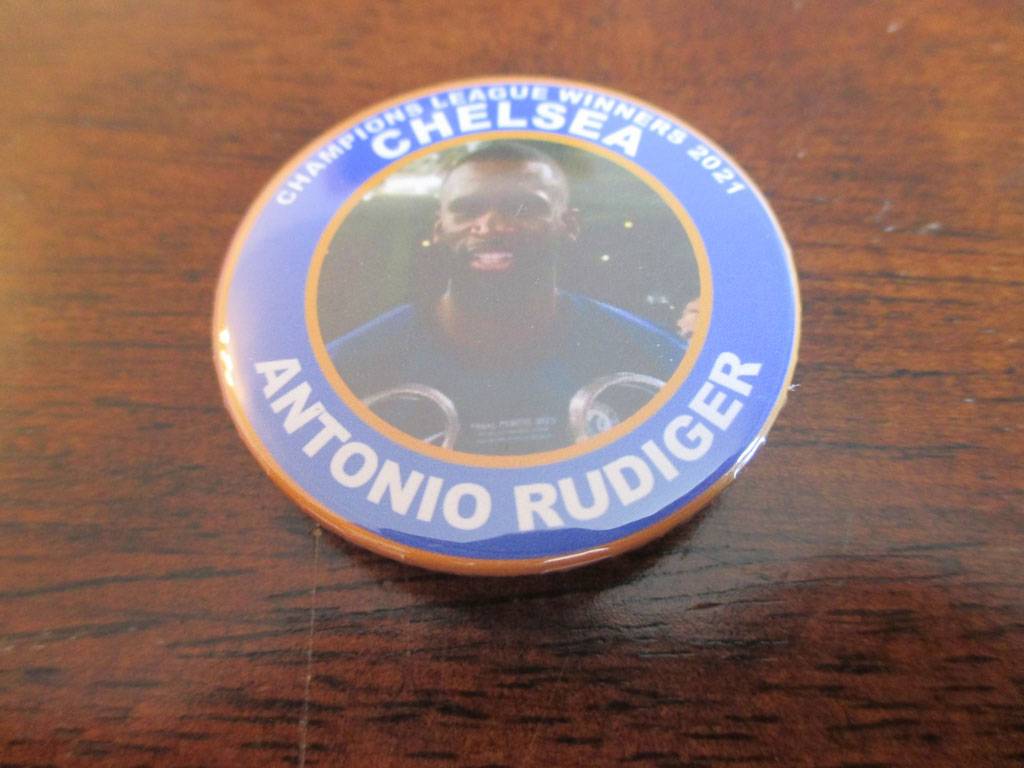 CHAMPIONS LEAGUE WINNERS 2021
CHELSEA
ANTONIO RUDIGER